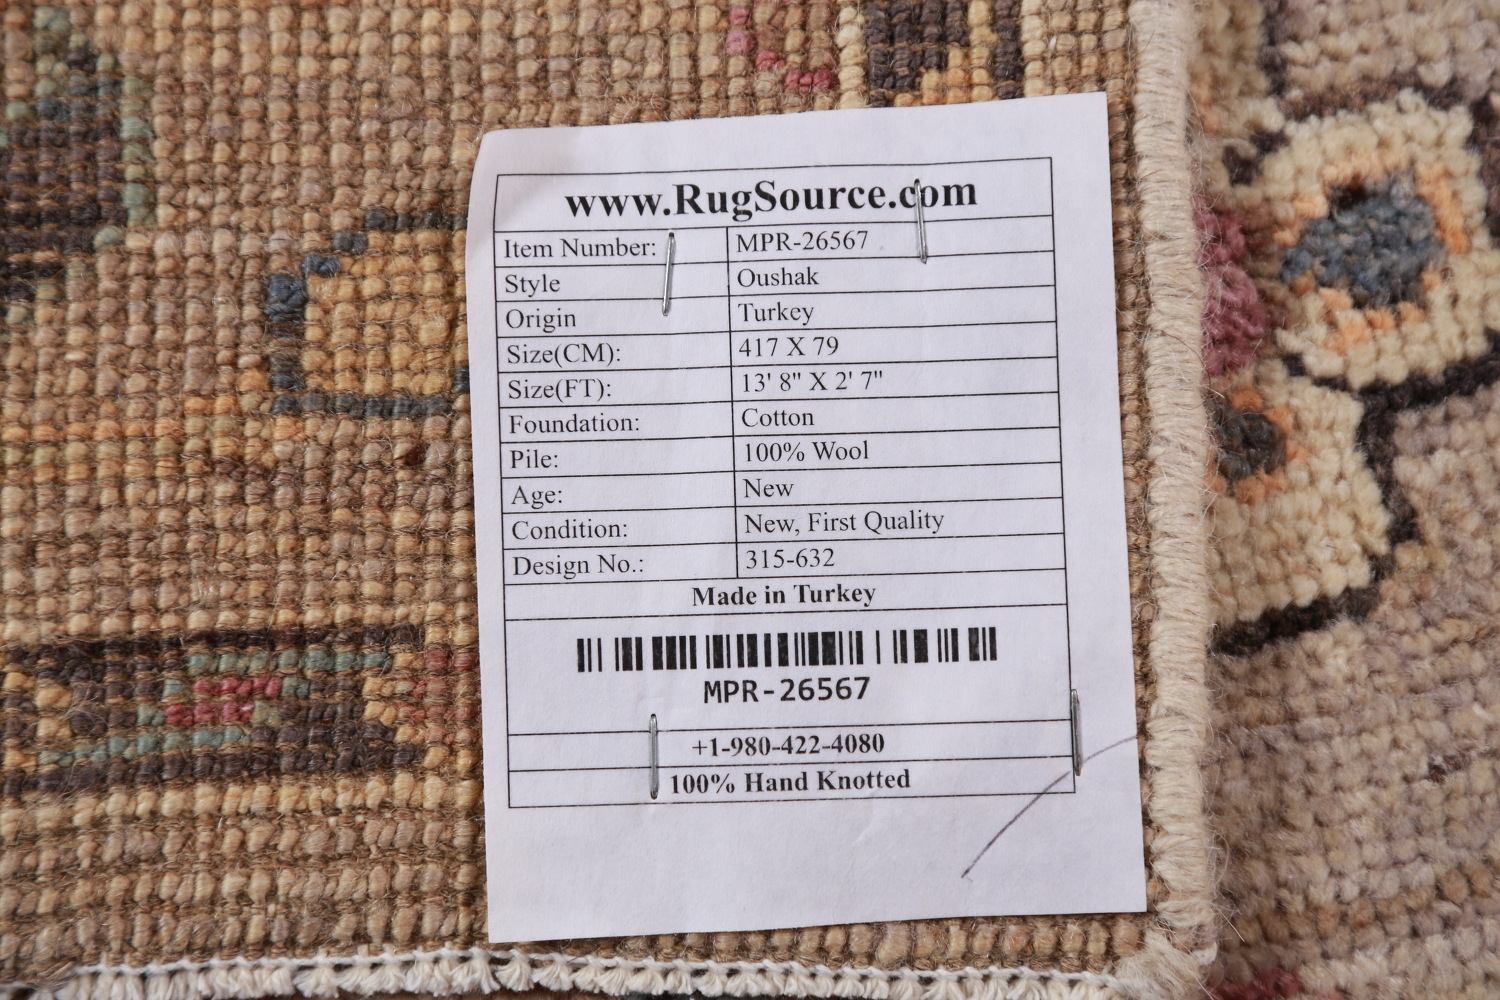 www.RugSource.com
Item Number: MPR-26567
Style Oushak
Origin Turkey
Size(CM): 417 X 79
Size(FT): 13' 8" X 2' 7"
Foundation: Cotton
Pile: 100% Wool
Age: New
Condition: New, First Quality
Design No.: 315-632
Made in Turkey
MPR-26567
+1-980-422-4080
100% Hand Knotted